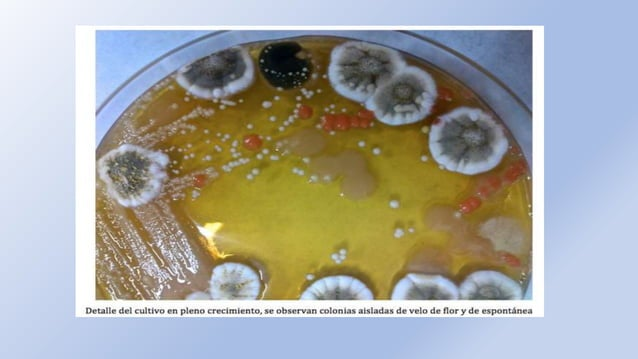 Detalle del cultivo en pleno crecimiento, se observan colonias aisladas de velo de flor y de espontánea